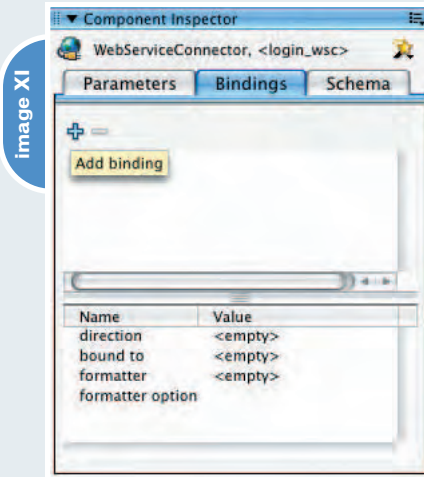 image XI
Component Inspector
WebServiceConnector, <login_wsc>
Parameters Bindings Schema
Add binding
Name Value
direction <empty>
bound to <empty>
formatter <empty>
formatter option